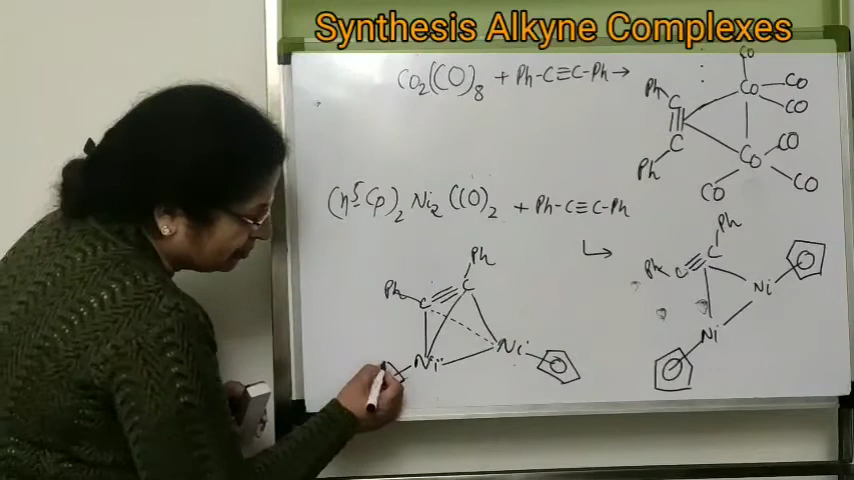 Synthesis Alkyne Complexes
Co₂(CO)₈ + Ph-C≡C-Ph →
Co
Ph C Co CO
CO
C Co CO
Ph
CO CO
(η⁵-Cp)₂ Ni₂ (CO)₂ + Ph-C≡C-Ph
↳
Ph
Ph C≡C
Ni
Ni
Ph
Ph C≡C
Ni Ni